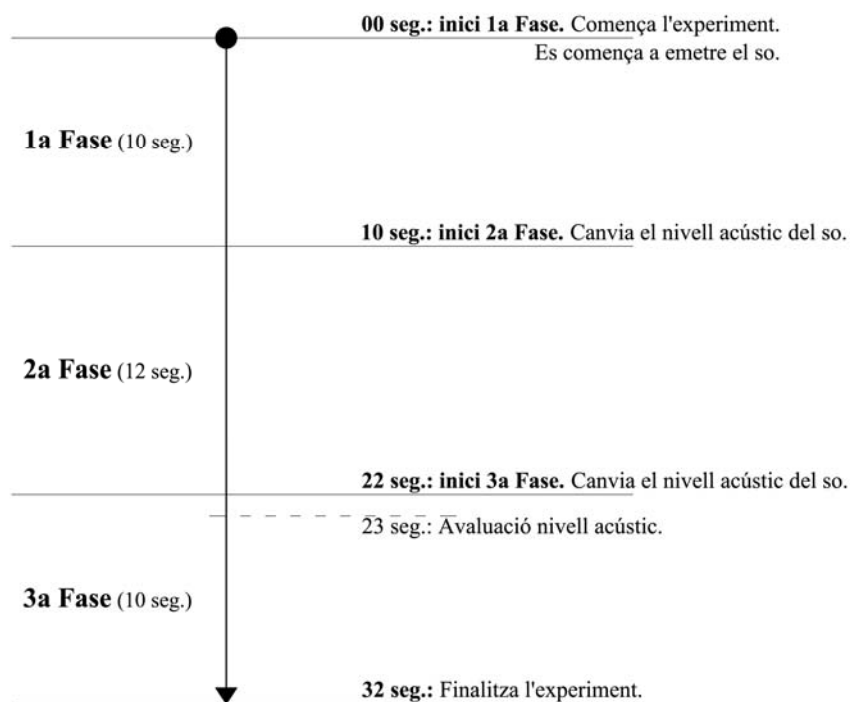 00 seg.: inici 1a Fase. Comença l'experiment.
Es comença a emetre el so.
1a Fase (10 seg.)
10 seg.: inici 2a Fase. Canvia el nivell acústic del so.
2a Fase (12 seg.)
22 seg.: inici 3a Fase. Canvia el nivell acústic del so.
23 seg.: Avaluació nivell acústic.
3a Fase (10 seg.)
32 seg.: Finalitza l'experiment.